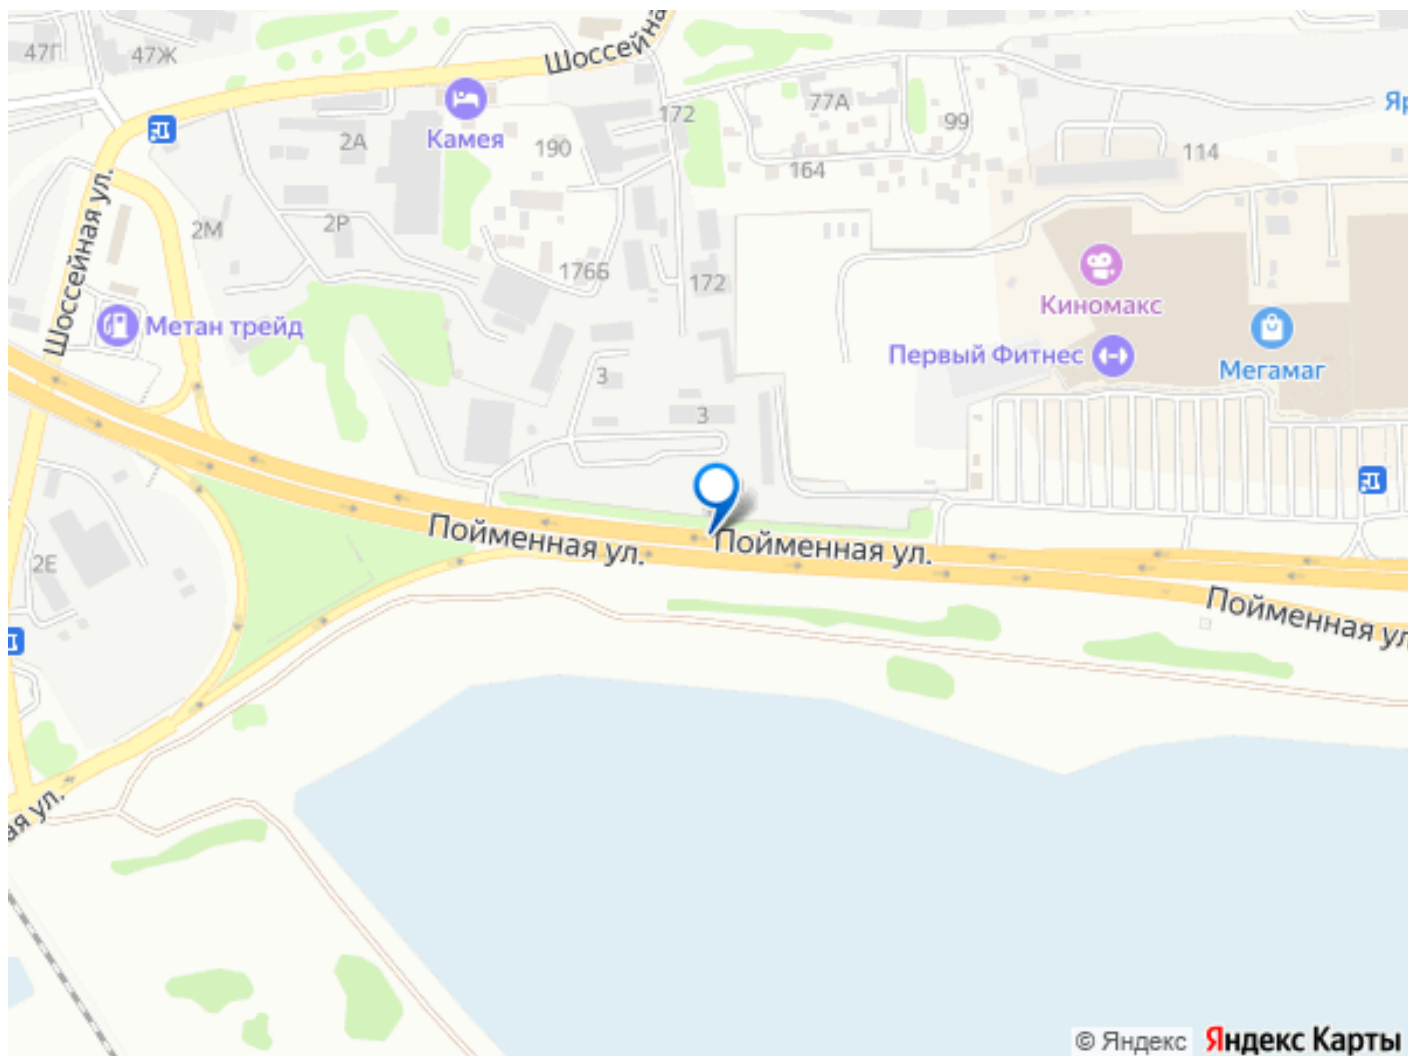 47Г
47Ж
Шоссейна
Камея
2А
190
172
77А
99
164
114
Яр
Шоссейная ул.
2М
2Р
176Б
172
Метан трейд
Киномакс
Первый Фитнес
Мегамаг
3
3
Пойменная ул.
Пойменная ул.
Пойменная ул
2Е
ая ул.
© Яндекс
Яндекс Карты